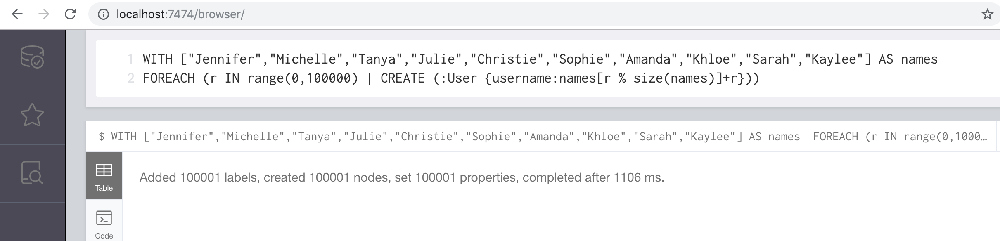 localhost:7474/browser/
1 WITH ["Jennifer","Michelle","Tanya","Julie","Christie","Sophie","Amanda","Khloe","Sarah","Kaylee"] AS names
2 FOREACH (r IN range(0,100000) | CREATE (:User {username:names[r % size(names)]+r}))
$ WITH ["Jennifer","Michelle","Tanya","Julie","Christie","Sophie","Amanda","Khloe","Sarah","Kaylee"] AS names  FOREACH (r IN range(0,1000…
Added 100001 labels, created 100001 nodes, set 100001 properties, completed after 1106 ms.
Table
Code